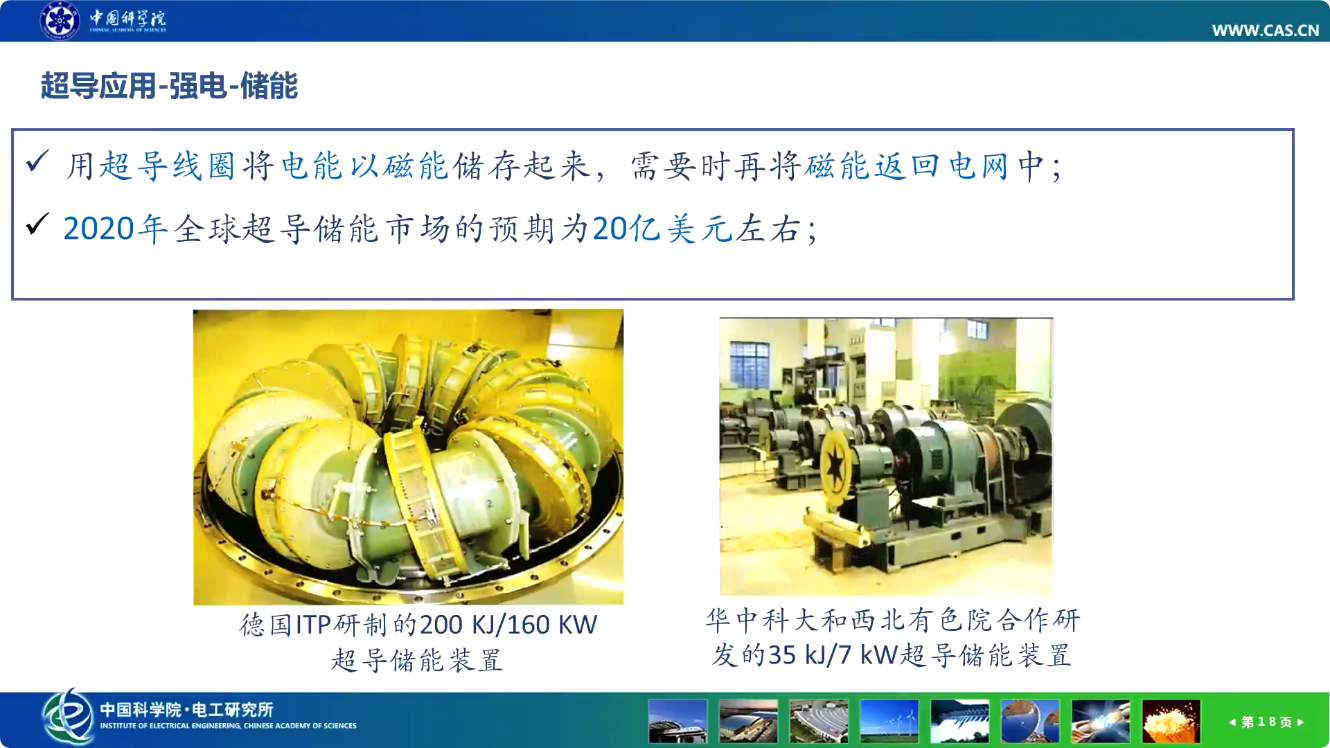 中国科学院
CHINESE ACADEMY OF SCIENCES
WWW.CAS.CN
超导应用-强电-储能
✓ 用超导线圈将电能以磁能储存起来，需要时再将磁能返回电网中；
✓ 2020年全球超导储能市场的预期为20亿美元左右；
德国ITP研制的200 KJ/160 KW
超导储能装置
华中科大和西北有色院合作研
发的35 kJ/7 kW超导储能装置
中国科学院·电工研究所
INSTITUTE OF ELECTRICAL ENGINEERING, CHINESE ACADEMY OF SCIENCES
第18页